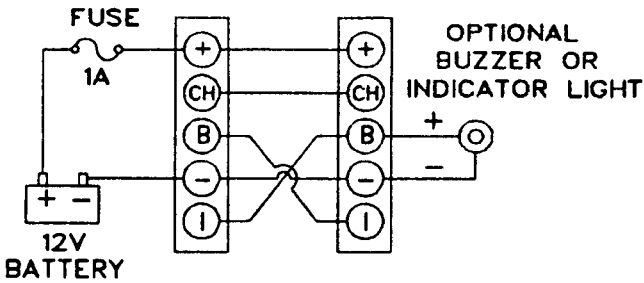 FUSE
1A
+
CH
B
−
I
+
CH
B
−
I
OPTIONAL
BUZZER OR
INDICATOR LIGHT
+
−
+ −
12V
BATTERY